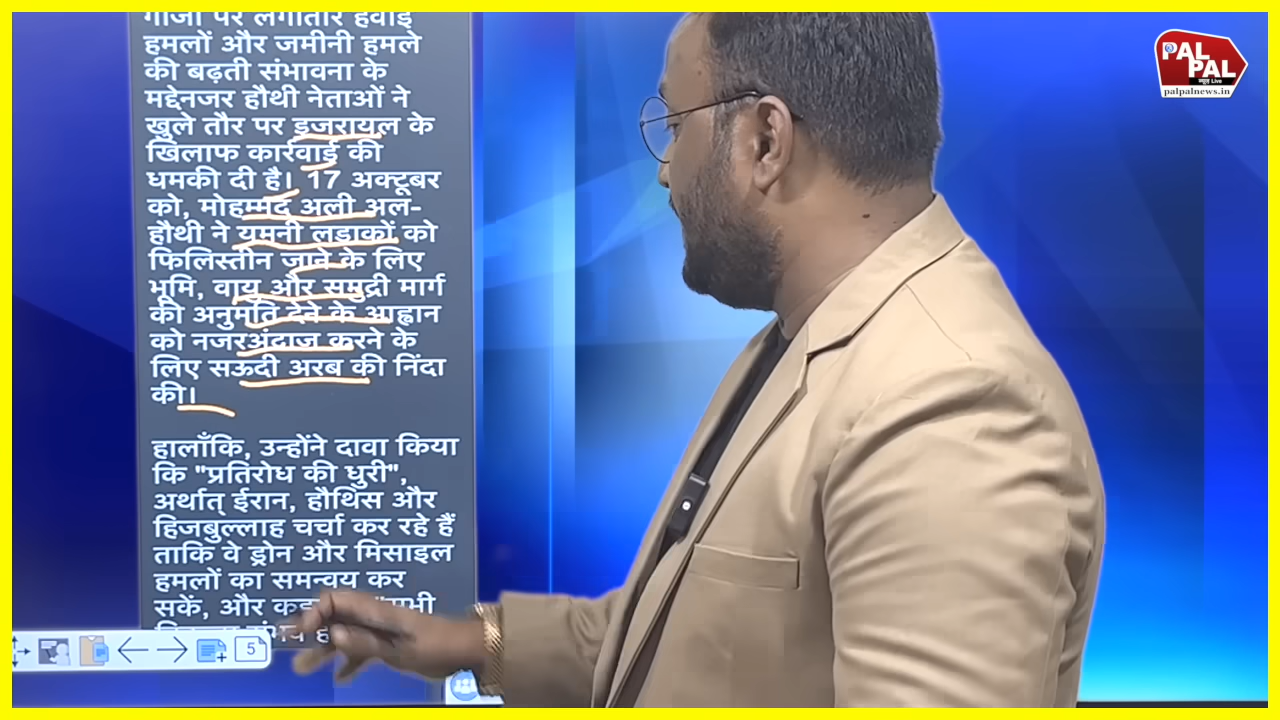 गाजा पर लगातार हवाई
हमलों और जमीनी हमले
की बढ़ती संभावना के
मद्देनजर हौथी नेताओं ने
खुले तौर पर इजरायल के
खिलाफ कार्रवाई की
धमकी दी है। 17 अक्टूबर
को, मोहम्मद अली अल-
हौथी ने यमनी लड़ाकों को
फिलिस्तीन जाने के लिए
भूमि, वायु और समुद्री मार्ग
की अनुमति देने के आह्वान
को नजरअंदाज करने के
लिए सऊदी अरब की निंदा
की।
हालाँकि, उन्होंने दावा किया
कि "प्रतिरोध की धुरी",
अर्थात् ईरान, हौथिस और
हिजबुल्लाह चर्चा कर रहे हैं
ताकि वे ड्रोन और मिसाइल
हमलों का समन्वय कर
सकें, और
5
PAL
PAL
न्यूज़ Live
palpalnews.in